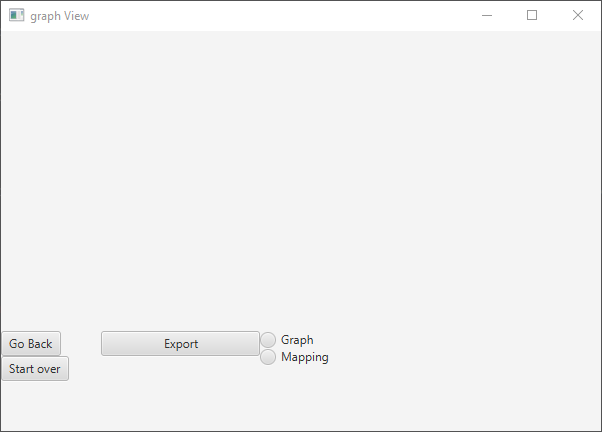 graph View
Go Back
Export
Graph
Mapping
Start over